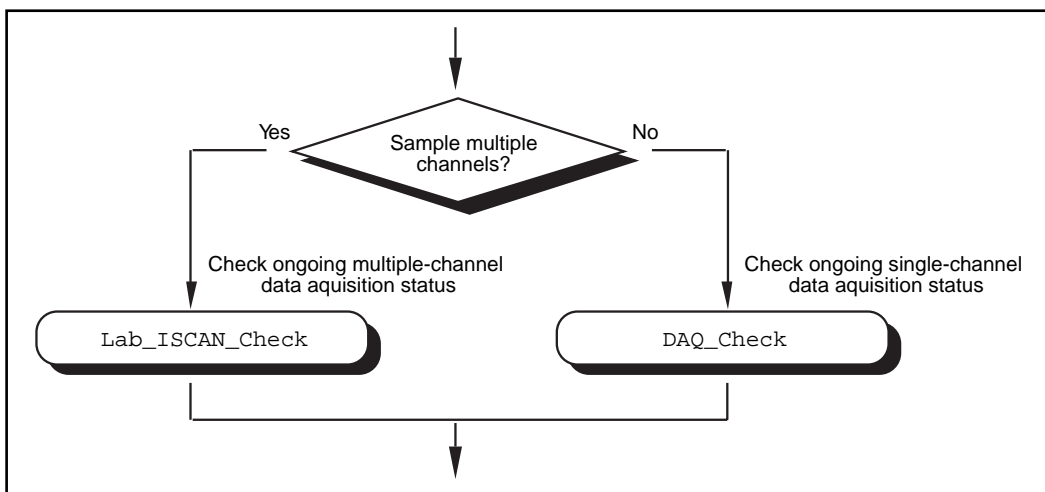 Yes
Sample multiple
channels?
No
Check ongoing multiple-channel
data aquisition status
Check ongoing single-channel
data aquisition status
Lab_ISCAN_Check
DAQ_Check